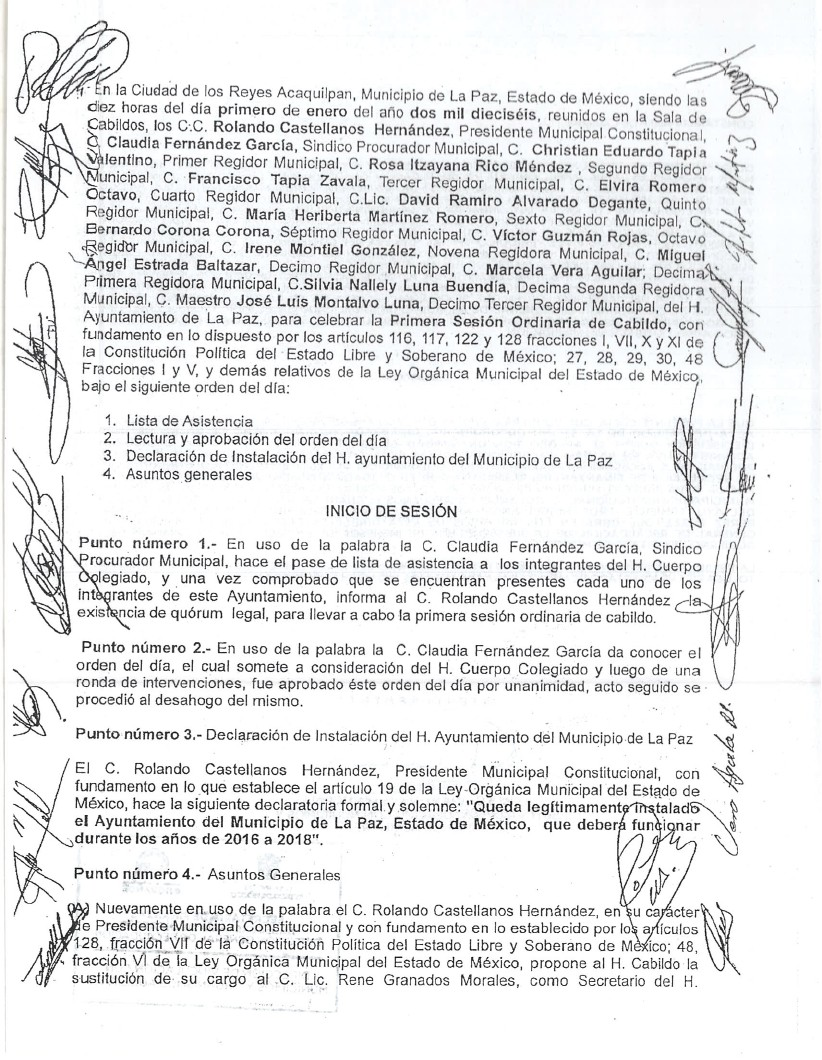 En la Ciudad de los Reyes Acaquilpan, Municipio de La Paz, Estado de México, siendo las
diez horas del día primero de enero del año dos mil dieciséis, reunidos en la Sala de
Cabildos, los C.C. Rolando Castellanos Hernández, Presidente Municipal Constitucional,
C. Claudia Fernández García, Sindico Procurador Municipal, C. Christian Eduardo Tapia
Valentino, Primer Regidor Municipal, C. Rosa Itzayana Rico Méndez , Segundo Regidor
Municipal, C. Francisco Tapia Zavala, Tercer Regidor Municipal, C. Elvira Romero
Octavo, Cuarto Regidor Municipal, C.Lic. David Ramiro Alvarado Degante, Quinto
Regidor Municipal, C. María Heriberta Martínez Romero, Sexto Regidor Municipal, C.
Bernardo Corona Corona, Séptimo Regidor Municipal, C. Víctor Guzmán Rojas, Octavo
Regidor Municipal, C. Irene Montiel González, Novena Regidora Municipal, C. Miguel
Ángel Estrada Baltazar, Decimo Regidor Municipal, C. Marcela Vera Aguilar; Decima
Primera Regidora Municipal, C.Silvia Nallely Luna Buendía, Decima Segunda Regidora
Municipal, C. Maestro José Luis Montalvo Luna, Decimo Tercer Regidor Municipal, del H.
Ayuntamiento de La Paz, para celebrar la Primera Sesión Ordinaria de Cabildo, con
fundamento en lo dispuesto por los artículos 116, 117, 122 y 128 fracciones I, VII, X y XI de
la Constitución Política del Estado Libre y Soberano de México; 27, 28, 29, 30, 48
Fracciones I y V, y demás relativos de la Ley Orgánica Municipal del Estado de México,
bajo el siguiente orden del día:
1. Lista de Asistencia
2. Lectura y aprobación del orden del día
3. Declaración de Instalación del H. ayuntamiento del Municipio de La Paz
4. Asuntos generales
INICIO DE SESIÓN
Punto número 1.- En uso de la palabra la C. Claudia Fernández García, Sindico
Procurador Municipal, hace el pase de lista de asistencia a los integrantes del H. Cuerpo
Colegiado, y una vez comprobado que se encuentran presentes cada uno de los
integrantes de este Ayuntamiento, informa al C. Rolando Castellanos Hernández la
existencia de quórum legal, para llevar a cabo la primera sesión ordinaria de cabildo.
Punto número 2.- En uso de la palabra la C. Claudia Fernández García da conocer el
orden del día, el cual somete a consideración del H. Cuerpo Colegiado y luego de una
ronda de intervenciones, fue aprobado éste orden del día por unanimidad, acto seguido se
procedió al desahogo del mismo.
Punto número 3.- Declaración de Instalación del H. Ayuntamiento del Municipio de La Paz
El C. Rolando Castellanos Hernández, Presidente Municipal Constitucional, con
fundamento en lo que establece el artículo 19 de la Ley Orgánica Municipal del Estado de
México, hace la siguiente declaratoria formal y solemne: "Queda legítimamente instalado
el Ayuntamiento del Municipio de La Paz, Estado de México, que deberá funcionar
durante los años de 2016 a 2018".
Punto número 4.- Asuntos Generales
A) Nuevamente en uso de la palabra el C. Rolando Castellanos Hernández, en su carácter
de Presidente Municipal Constitucional y con fundamento en lo establecido por los artículos
128, fracción VII de la Constitución Política del Estado Libre y Soberano de México; 48,
fracción VI de la Ley Orgánica Municipal del Estado de México, propone al H. Cabildo la
sustitución de su cargo al C. Lic. Rene Granados Morales, como Secretario del H.